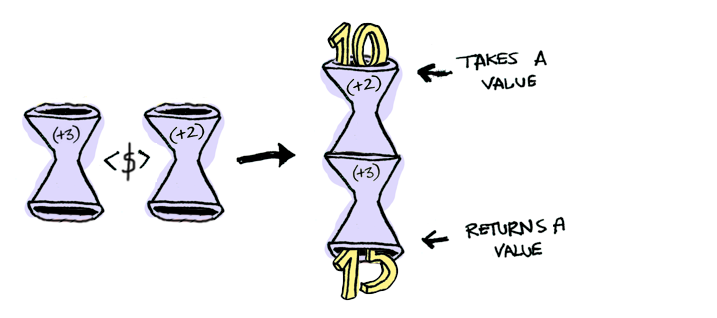 (+3) <$> (+2)
10
(+2)
(+3)
15
TAKES A
VALUE
RETURNS A
VALUE